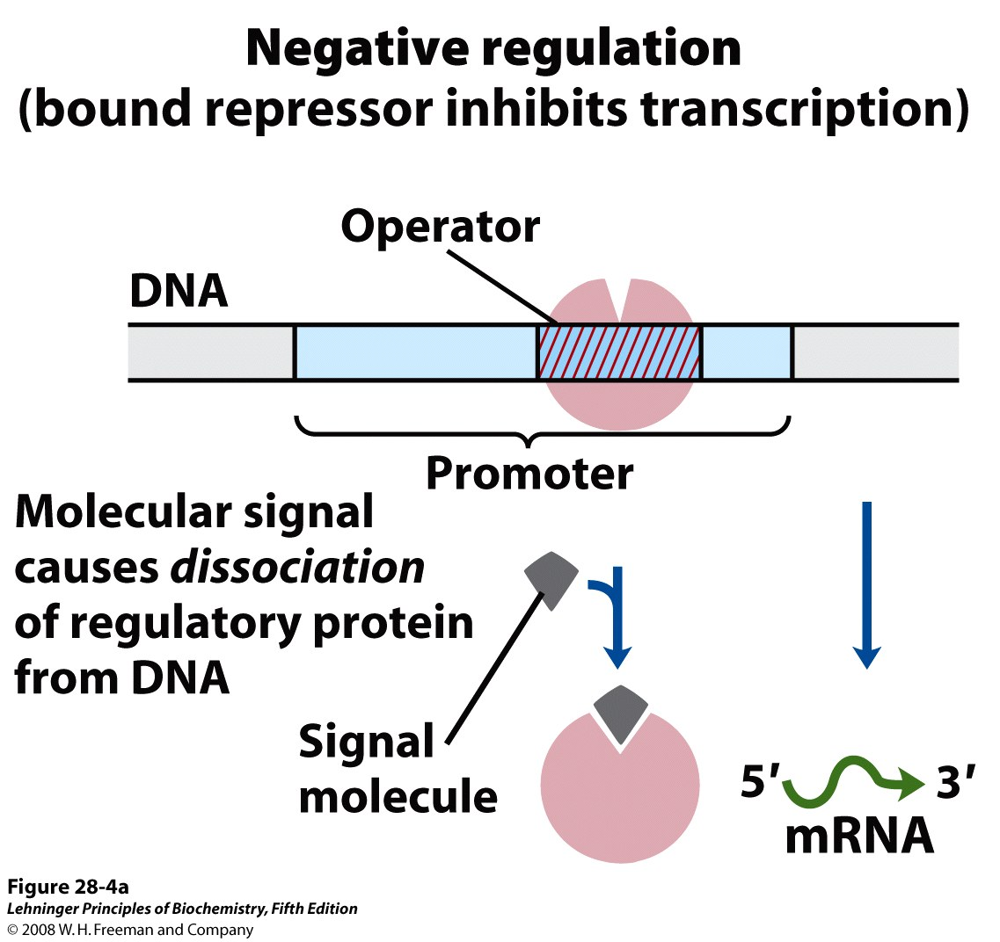 Negative regulation
(bound repressor inhibits transcription)
Operator
DNA
Promoter
Molecular signal
causes dissociation
of regulatory protein
from DNA
Signal
molecule
5′
3′
mRNA
Figure 28-4a
Lehninger Principles of Biochemistry, Fifth Edition
© 2008 W. H. Freeman and Company